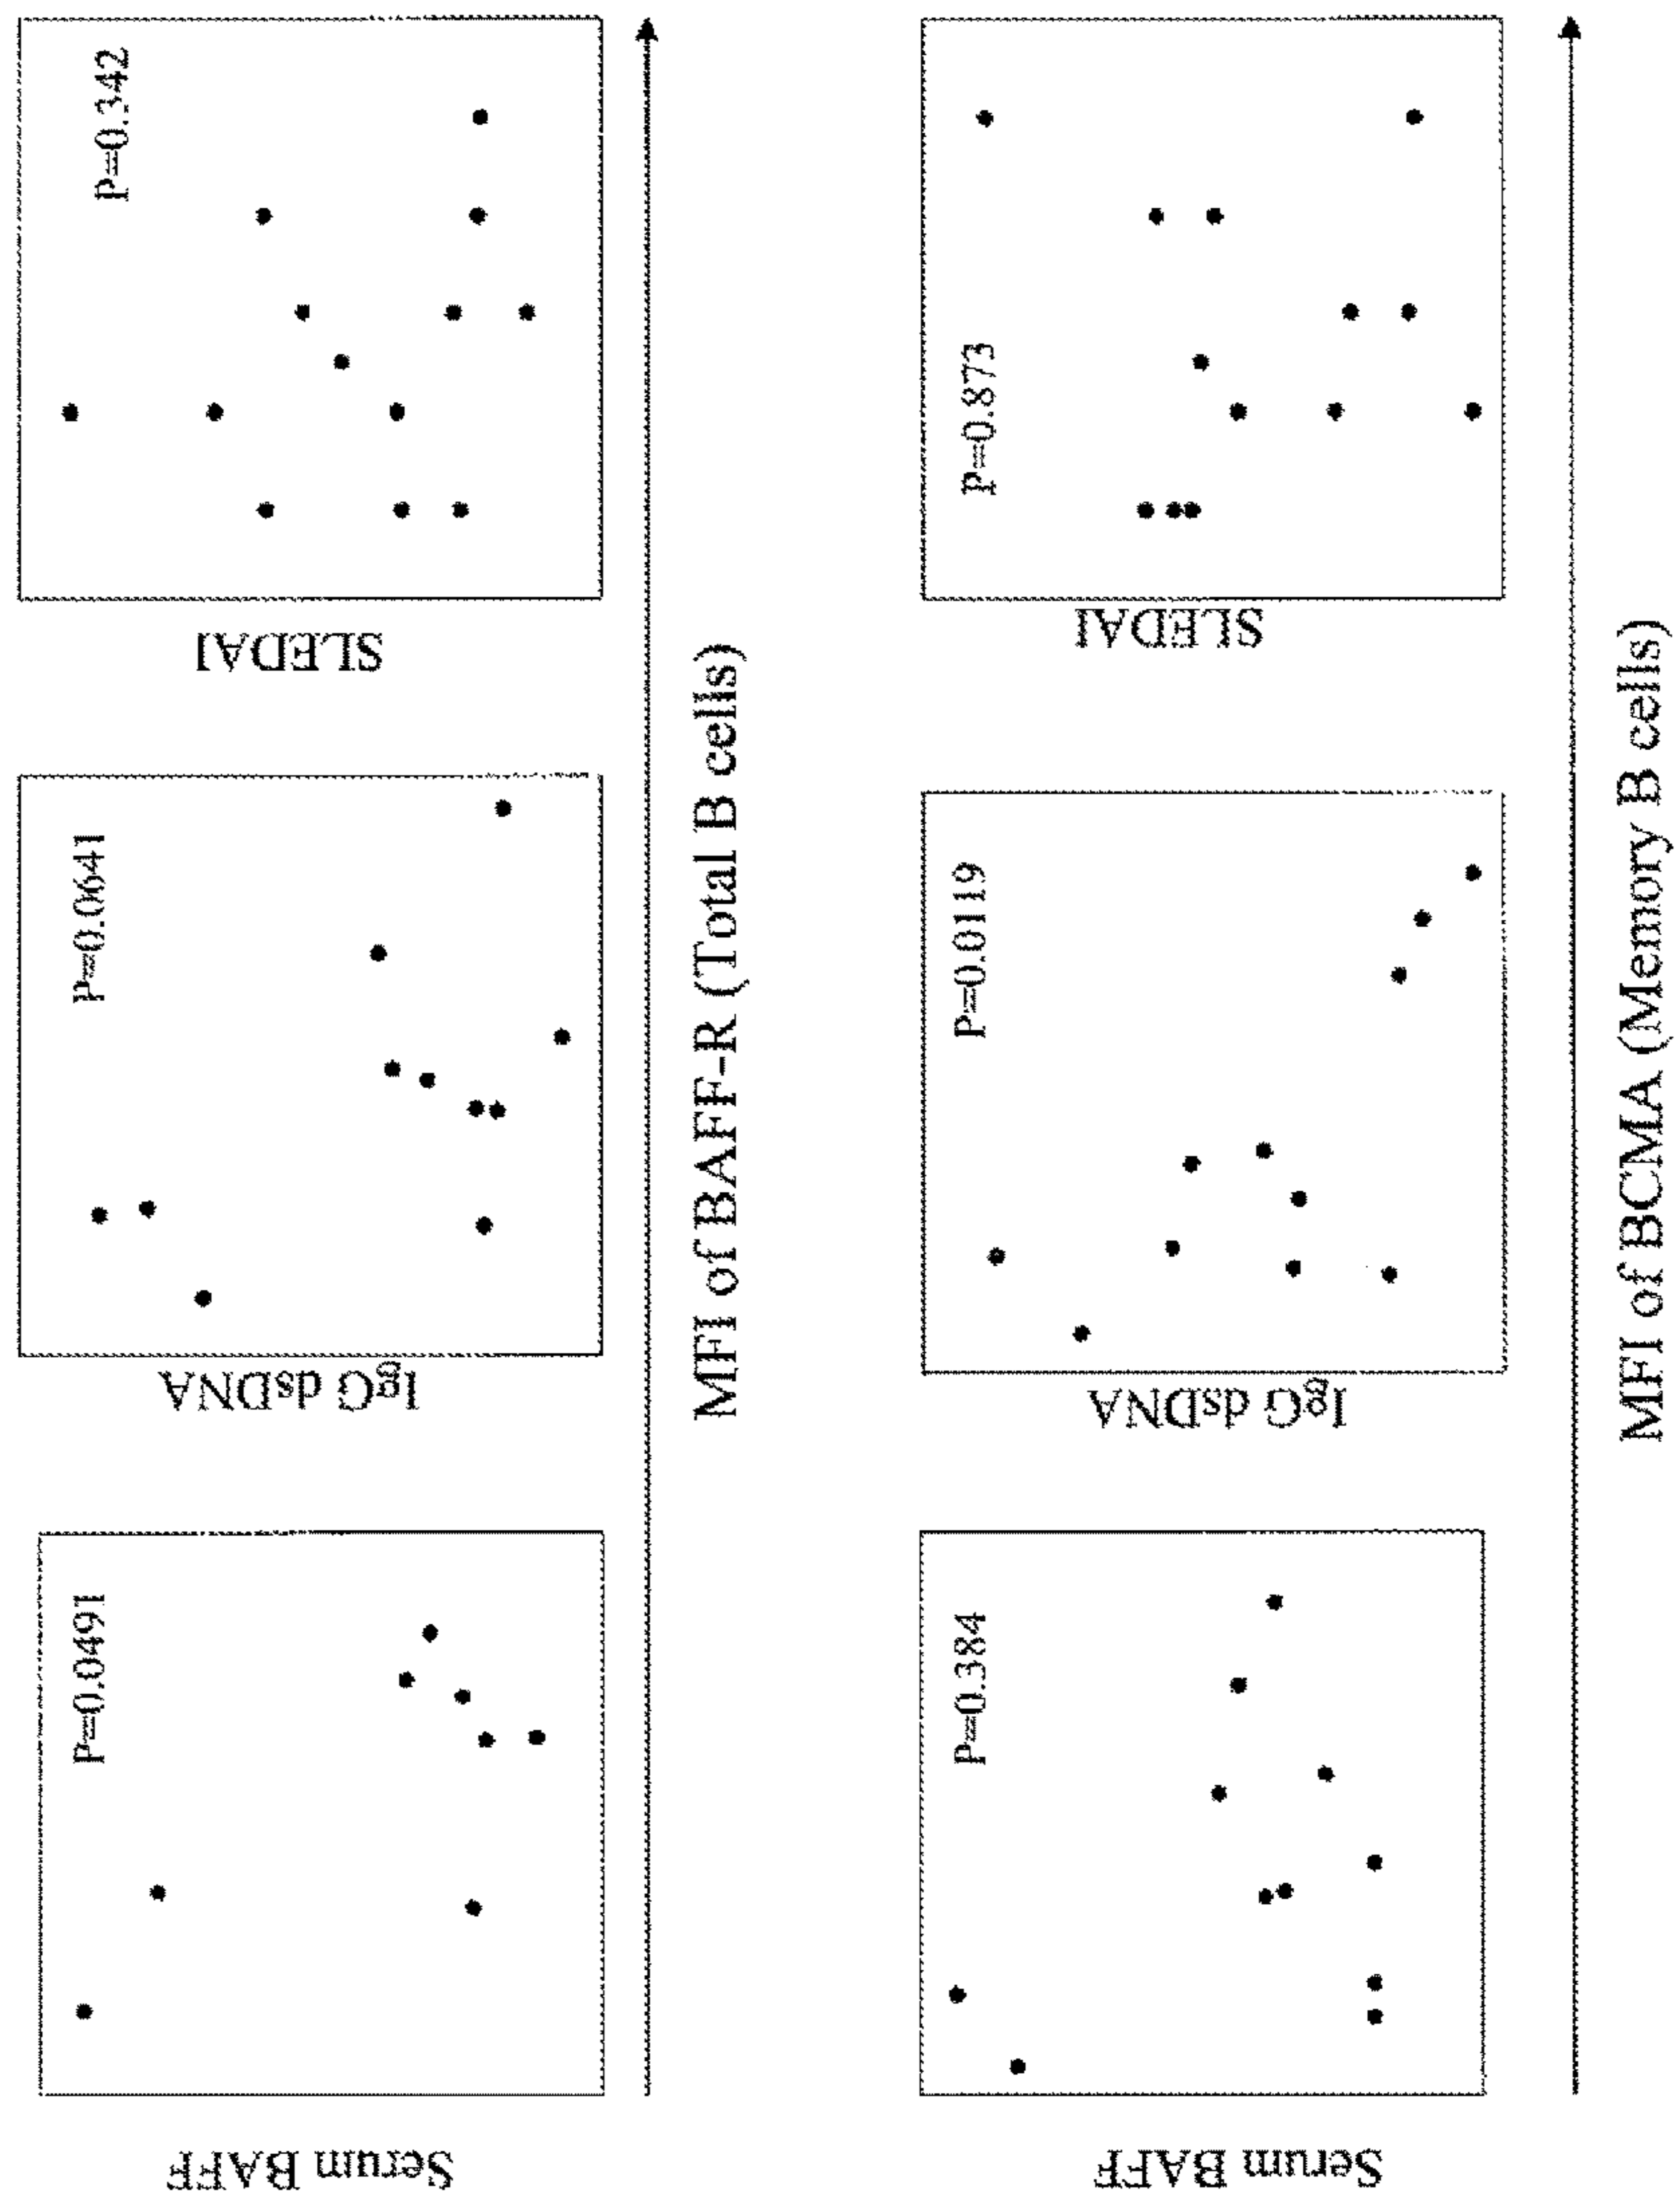 Serum BAFF
P=0.0491
IgG dsDNA
P=0.0641
SLEDAI
P=0.342
MFI of BAFF-R (Total B cells)
Serum BAFF
P=0.384
IgG dsDNA
P=0.0119
SLEDAI
P=0.873
MFI of BCMA (Memory B cells)